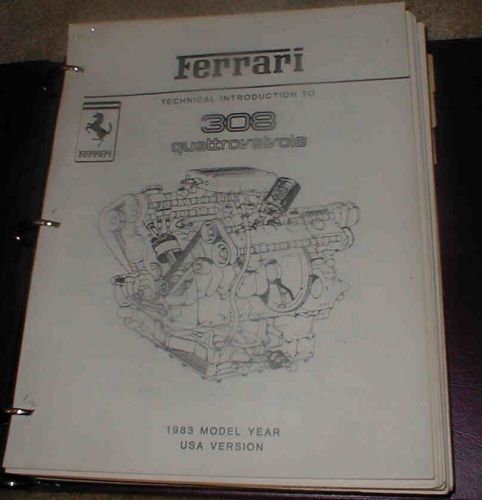 Ferrari
TECHNICAL INTRODUCTION TO
308
quattrovalvole
Ferrari
1983 MODEL YEAR
USA VERSION